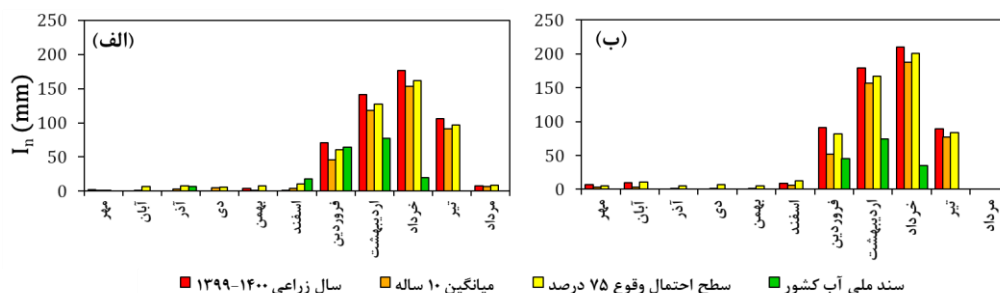 (الف)
I_n (mm)
250
200
150
100
50
0
مهر
آبان
آذر
دی
بهمن
اسفند
فروردین
اردیبهشت
خرداد
تیر
مرداد
(ب)
250
200
150
100
50
0
مهر
آبان
آذر
دی
بهمن
اسفند
فروردین
اردیبهشت
خرداد
تیر
مرداد
سال زراعی ۱۴۰۰-۱۳۹۹ میانگین ۱۰ ساله سطح احتمال وقوع ۷۵ درصد سند ملی آب کشور